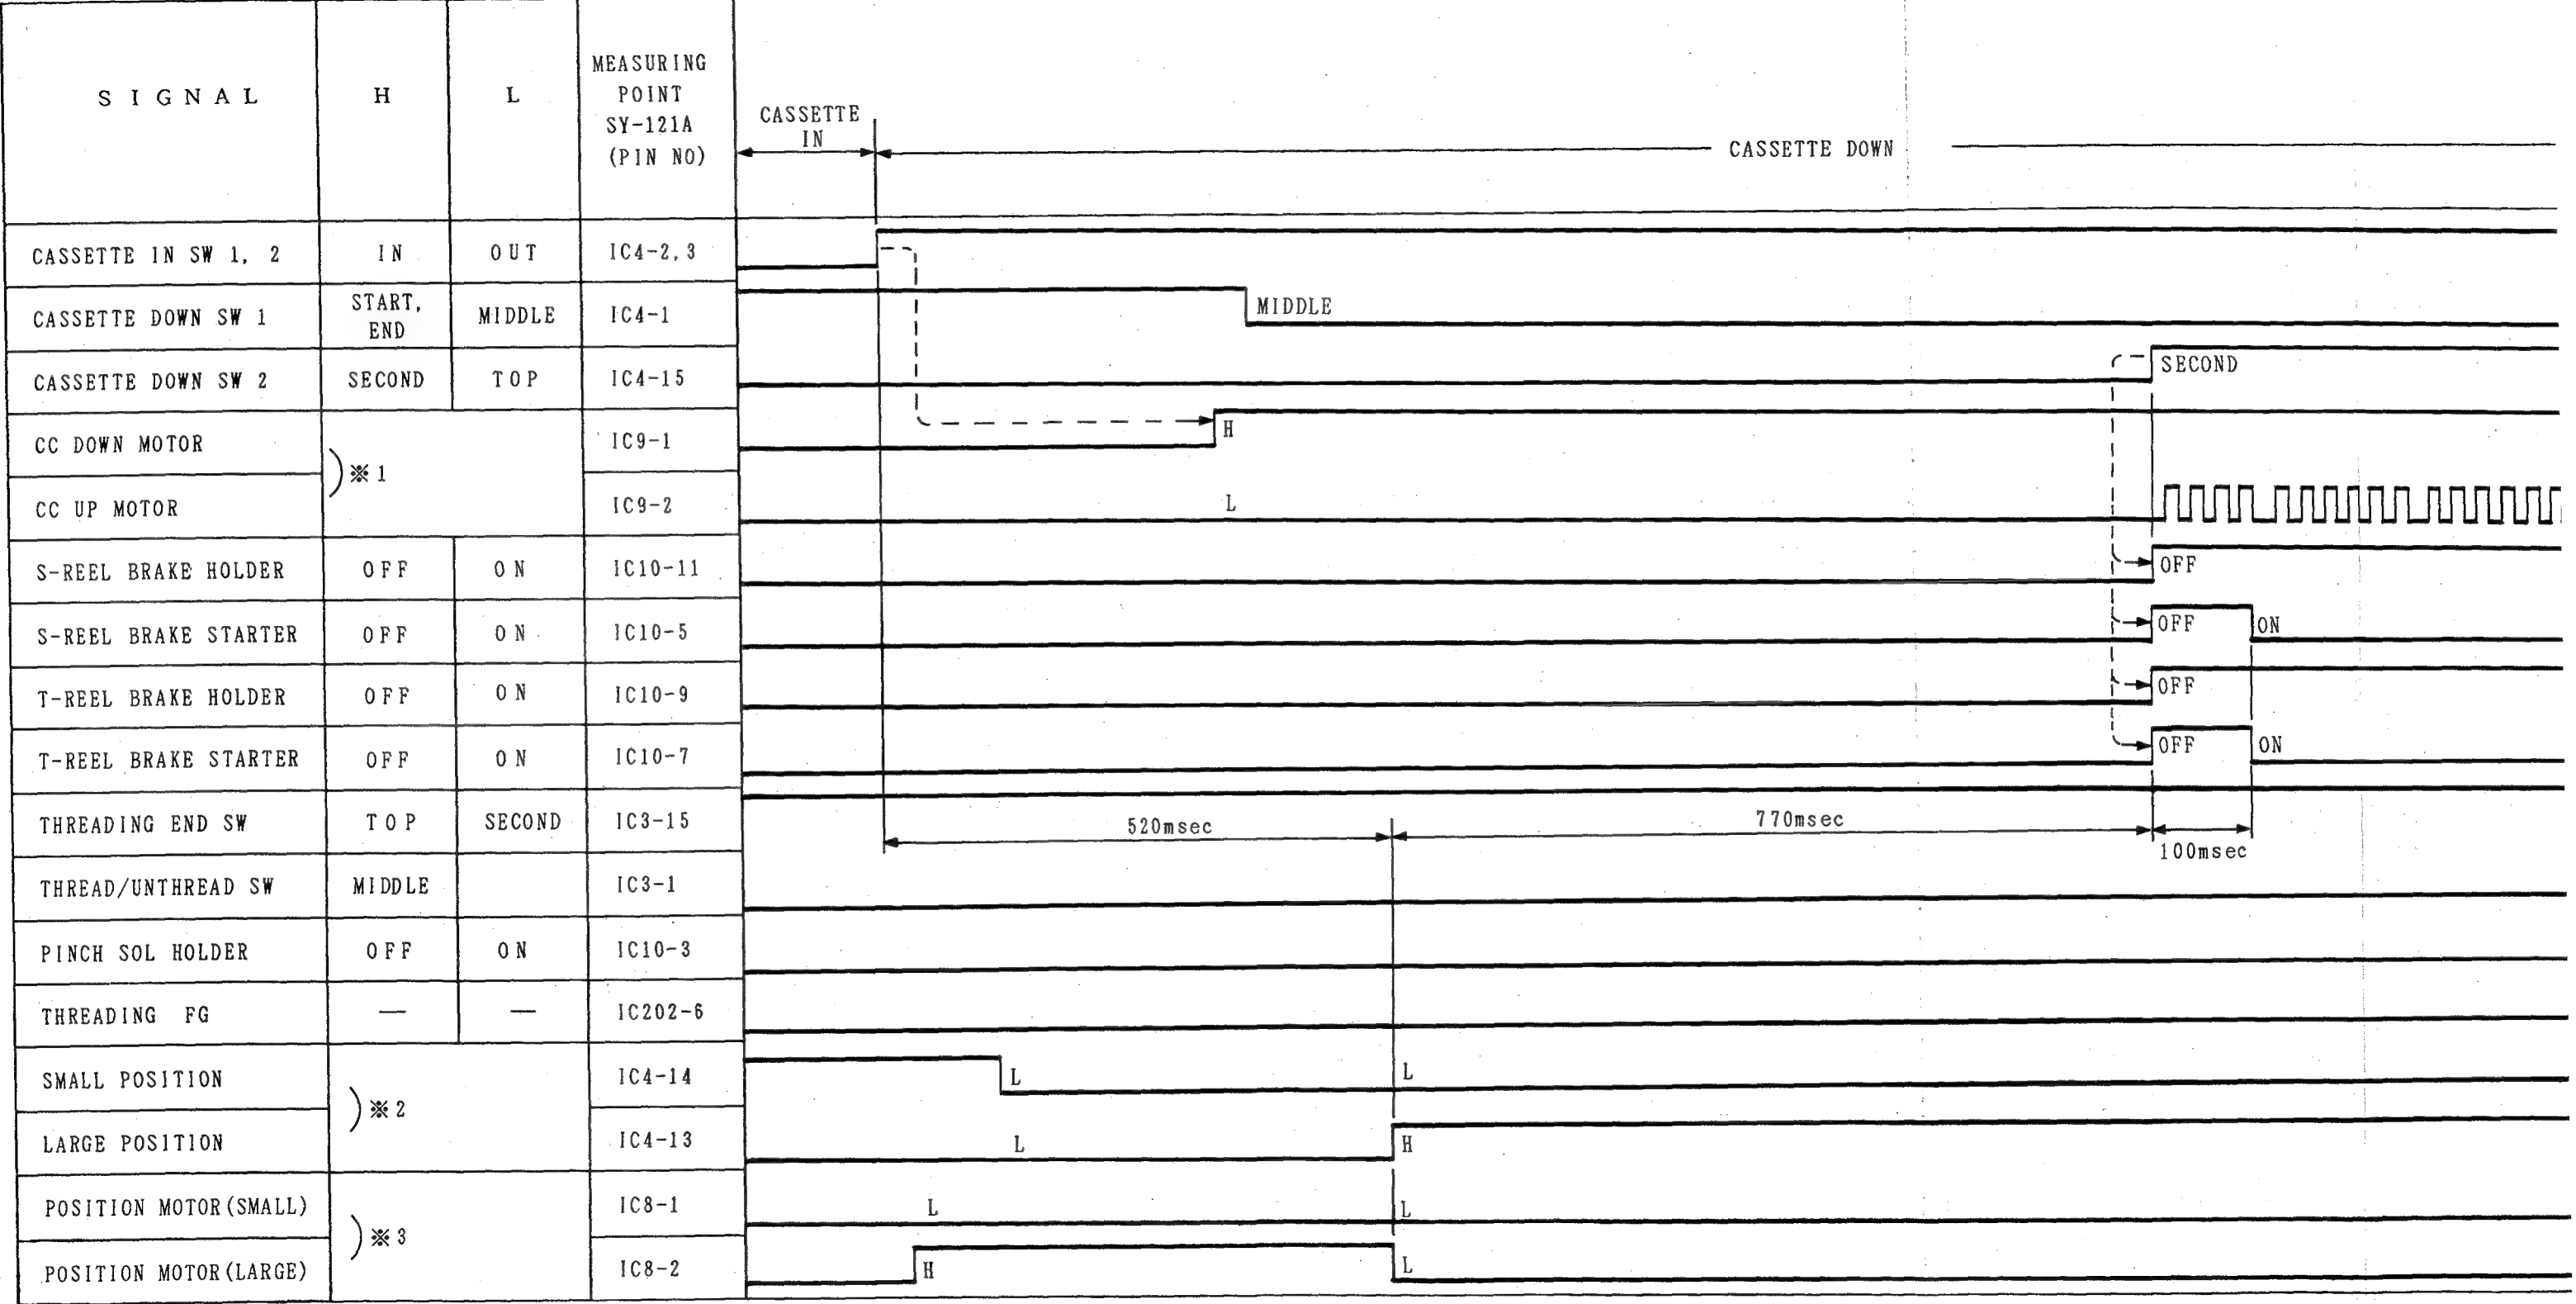 SIGNAL H L MEASURING POINT SY-121A (PIN NO)
CASSETTE IN
CASSETTE DOWN
CASSETTE IN SW 1, 2 IN OUT IC4-2,3
CASSETTE DOWN SW 1 START, END MIDDLE IC4-1 MIDDLE
CASSETTE DOWN SW 2 SECOND TOP IC4-15 SECOND
CC DOWN MOTOR IC9-1 H
)※1
CC UP MOTOR IC9-2 L
S-REEL BRAKE HOLDER OFF ON IC10-11 OFF
S-REEL BRAKE STARTER OFF ON IC10-5 OFF ON
T-REEL BRAKE HOLDER OFF ON IC10-9 OFF
T-REEL BRAKE STARTER OFF ON IC10-7 OFF ON
THREADING END SW TOP SECOND IC3-15 520msec 770msec
100msec
THREAD/UNTHREAD SW MIDDLE IC3-1
PINCH SOL HOLDER OFF ON IC10-3
THREADING FG — — IC202-6
SMALL POSITION IC4-14 L L
)※2
LARGE POSITION IC4-13 L H
POSITION MOTOR(SMALL) IC8-1 L L
)※3
POSITION MOTOR(LARGE) IC8-2 H L